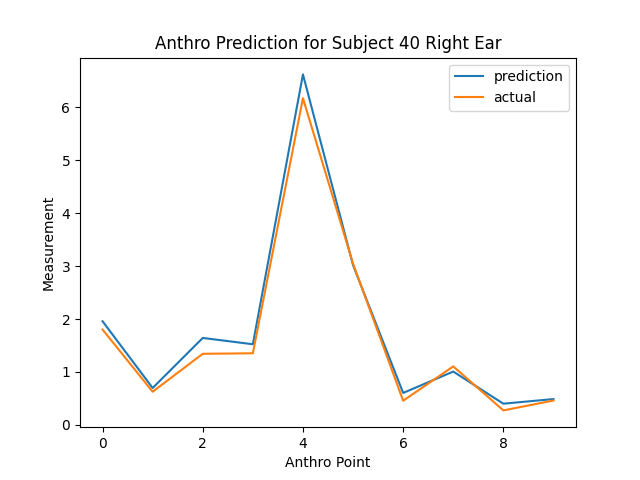 Anthro Prediction for Subject 40 Right Ear
prediction
actual
Measurement
6
5
4
3
2
1
0
0 2 4 6 8
Anthro Point